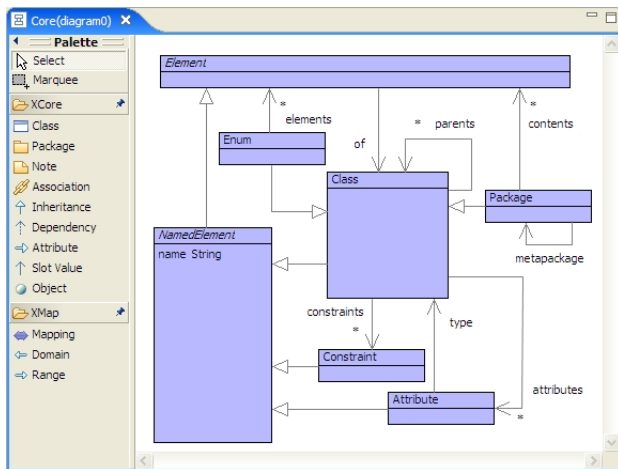 Core(diagram0)
Palette
Select
Marquee
XCore
Class
Package
Note
Association
Inheritance
Dependency
Attribute
Slot Value
Object
XMap
Mapping
Domain
Range
Element
*
elements
Enum
of
*
parents
*
contents
Class
Package
metapackage
NamedElement
name String
constraints
*
type
Constraint
attributes
Attribute
*